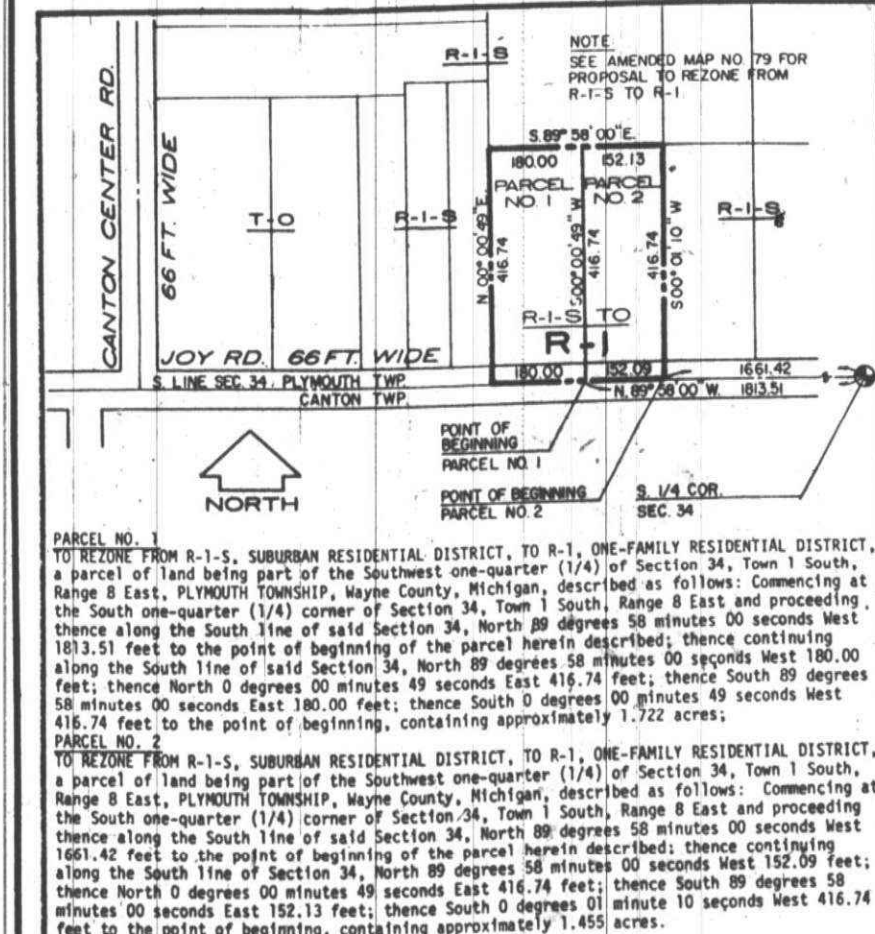 R-1-S
NOTE
SEE AMENDED MAP NO. 79 FOR
PROPOSAL TO REZONE FROM
R-1-S TO R-1
CANTON CENTER RD.
66 FT. WIDE
S. 89° 58' 00" E.
180.00
152.13
PARCEL
NO. 1
PARCEL
NO. 2
T-O
R-1-S
R-1-S
N 00° 00' 49" E.
416.74
S 00° 00' 49" W
416.74
416.74
S 00° 01' 10" W
R-1-S TO
R-1
JOY RD. 66 FT. WIDE
180.00
152.09
1661.42
S. LINE SEC. 34, PLYMOUTH TWP.
N. 89° 58' 00" W. 1813.51
CANTON TWP.
POINT OF
BEGINNING
PARCEL NO. 1
POINT OF BEGINNING
PARCEL NO. 2
S. 1/4 COR.
SEC. 34
NORTH
PARCEL NO. 1
TO REZONE FROM R-1-S, SUBURBAN RESIDENTIAL DISTRICT, TO R-1, ONE-FAMILY RESIDENTIAL DISTRICT,
a parcel of land being part of the Southwest one-quarter (1/4) of Section 34, Town 1 South,
Range 8 East, PLYMOUTH TOWNSHIP, Wayne County, Michigan, described as follows: Commencing at
the South one-quarter (1/4) corner of Section 34, Town 1 South, Range 8 East and proceeding
thence along the South line of said Section 34, North 89 degrees 58 minutes 00 seconds West
1813.51 feet to the point of beginning of the parcel herein described; thence continuing
along the South line of said Section 34, North 89 degrees 58 minutes 00 seconds West 180.00
feet; thence North 0 degrees 00 minutes 49 seconds East 416.74 feet; thence South 89 degrees
58 minutes 00 seconds East 180.00 feet; thence South 0 degrees 00 minutes 49 seconds West
416.74 feet to the point of beginning, containing approximately 1.722 acres;
PARCEL NO. 2
TO REZONE FROM R-1-S, SUBURBAN RESIDENTIAL DISTRICT, TO R-1, ONE-FAMILY RESIDENTIAL DISTRICT,
a parcel of land being part of the Southwest one-quarter (1/4) of Section 34, Town 1 South,
Range 8 East, PLYMOUTH TOWNSHIP, Wayne County, Michigan, described as follows: Commencing at
the South one-quarter (1/4) corner of Section 34, Town 1 South, Range 8 East and proceeding
thence along the South line of said Section 34, North 89 degrees 58 minutes 00 seconds West
1661.42 feet to the point of beginning of the parcel herein described; thence continuing
along the South line of Section 34, North 89 degrees 58 minutes 00 seconds West 152.09 feet;
thence North 0 degrees 00 minutes 49 seconds East 416.74 feet; thence South 89 degrees 58
minutes 00 seconds East 152.13 feet; thence South 0 degrees 01 minute 10 seconds West 416.74
feet to the point of beginning, containing approximately 1.455 acres.